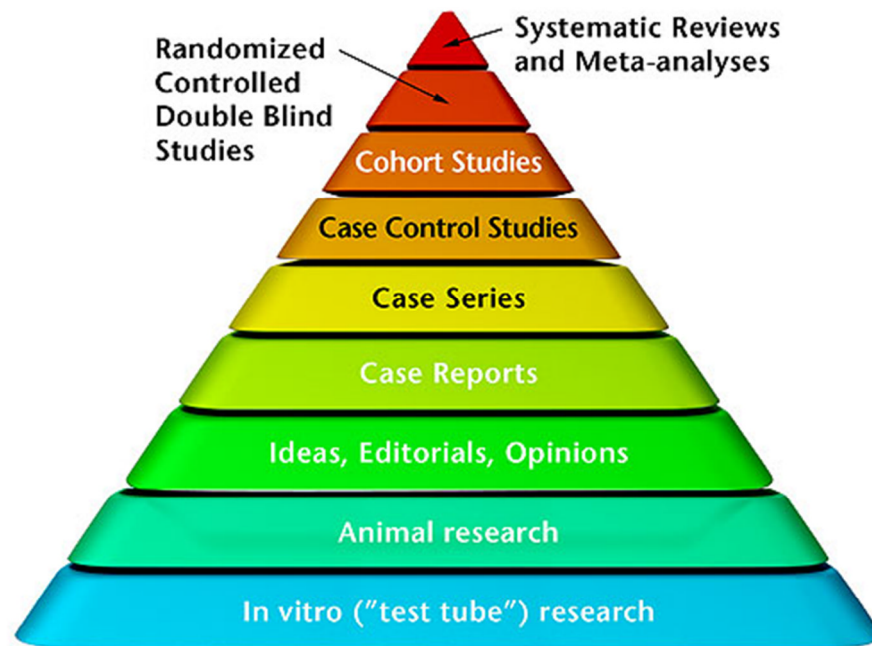 Systematic Reviews
and Meta-analyses
Randomized
Controlled
Double Blind
Studies
Cohort Studies
Case Control Studies
Case Series
Case Reports
Ideas, Editorials, Opinions
Animal research
In vitro ("test tube") research